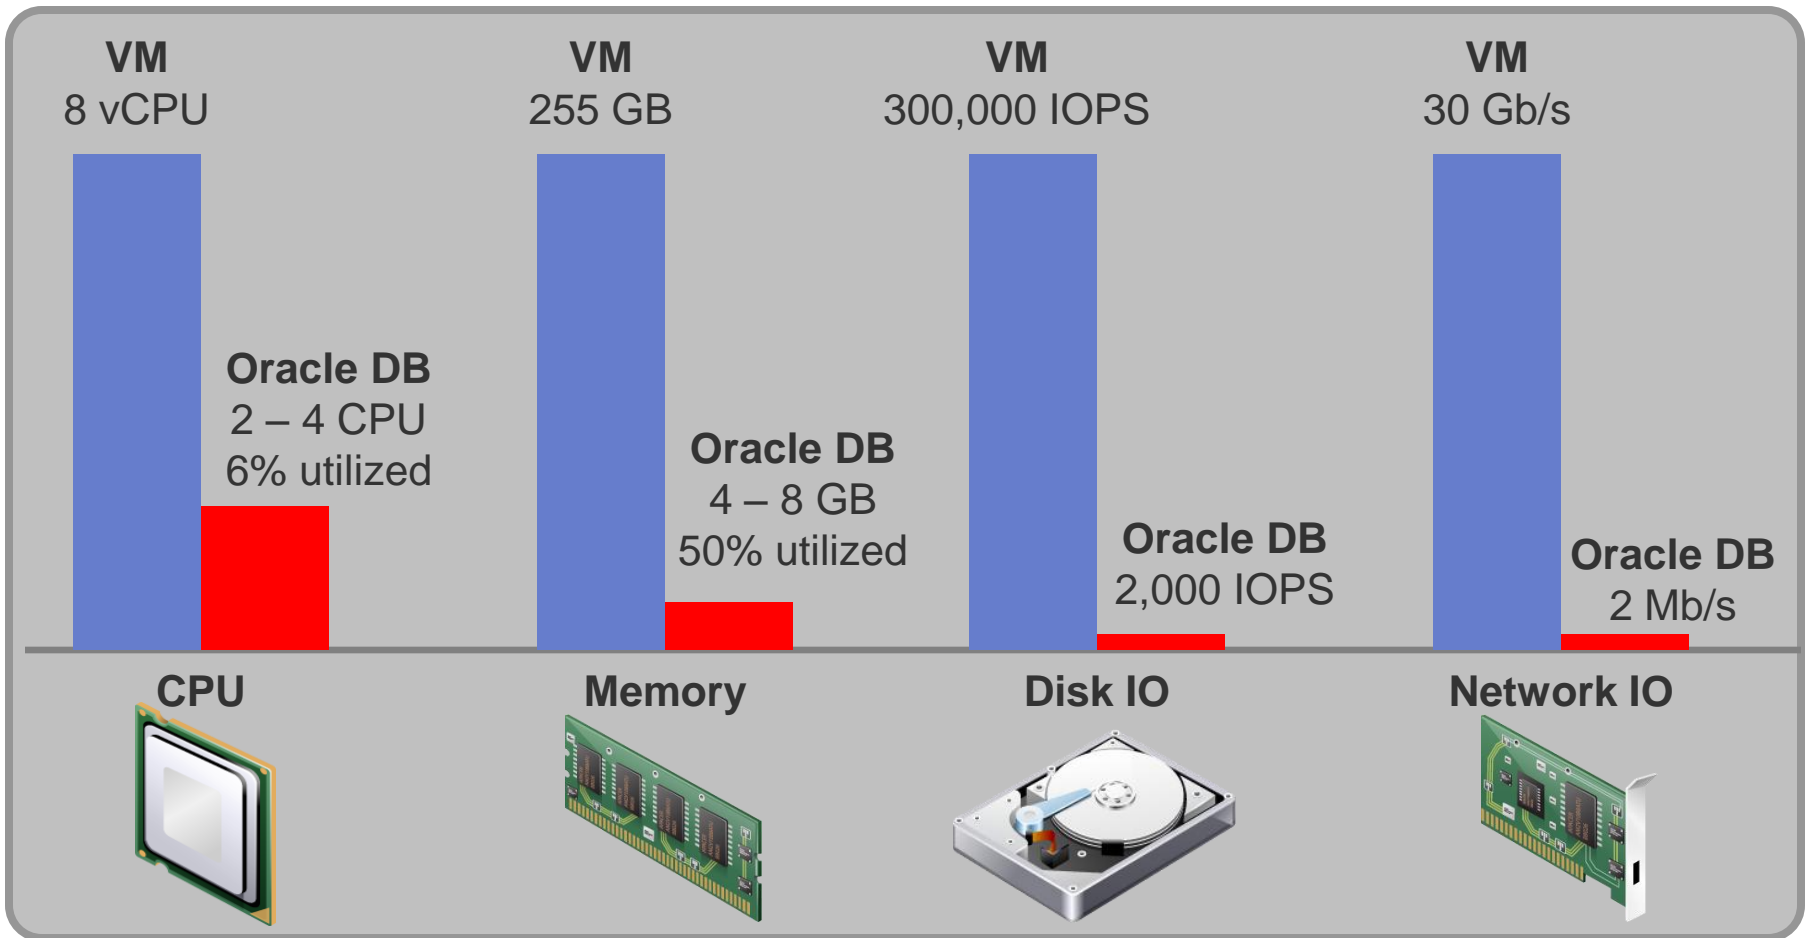 VM
8 vCPU
VM
255 GB
VM
300,000 IOPS
VM
30 Gb/s
Oracle DB
2 – 4 CPU
6% utilized
Oracle DB
4 – 8 GB
50% utilized
Oracle DB
2,000 IOPS
Oracle DB
2 Mb/s
CPU
Memory
Disk IO
Network IO